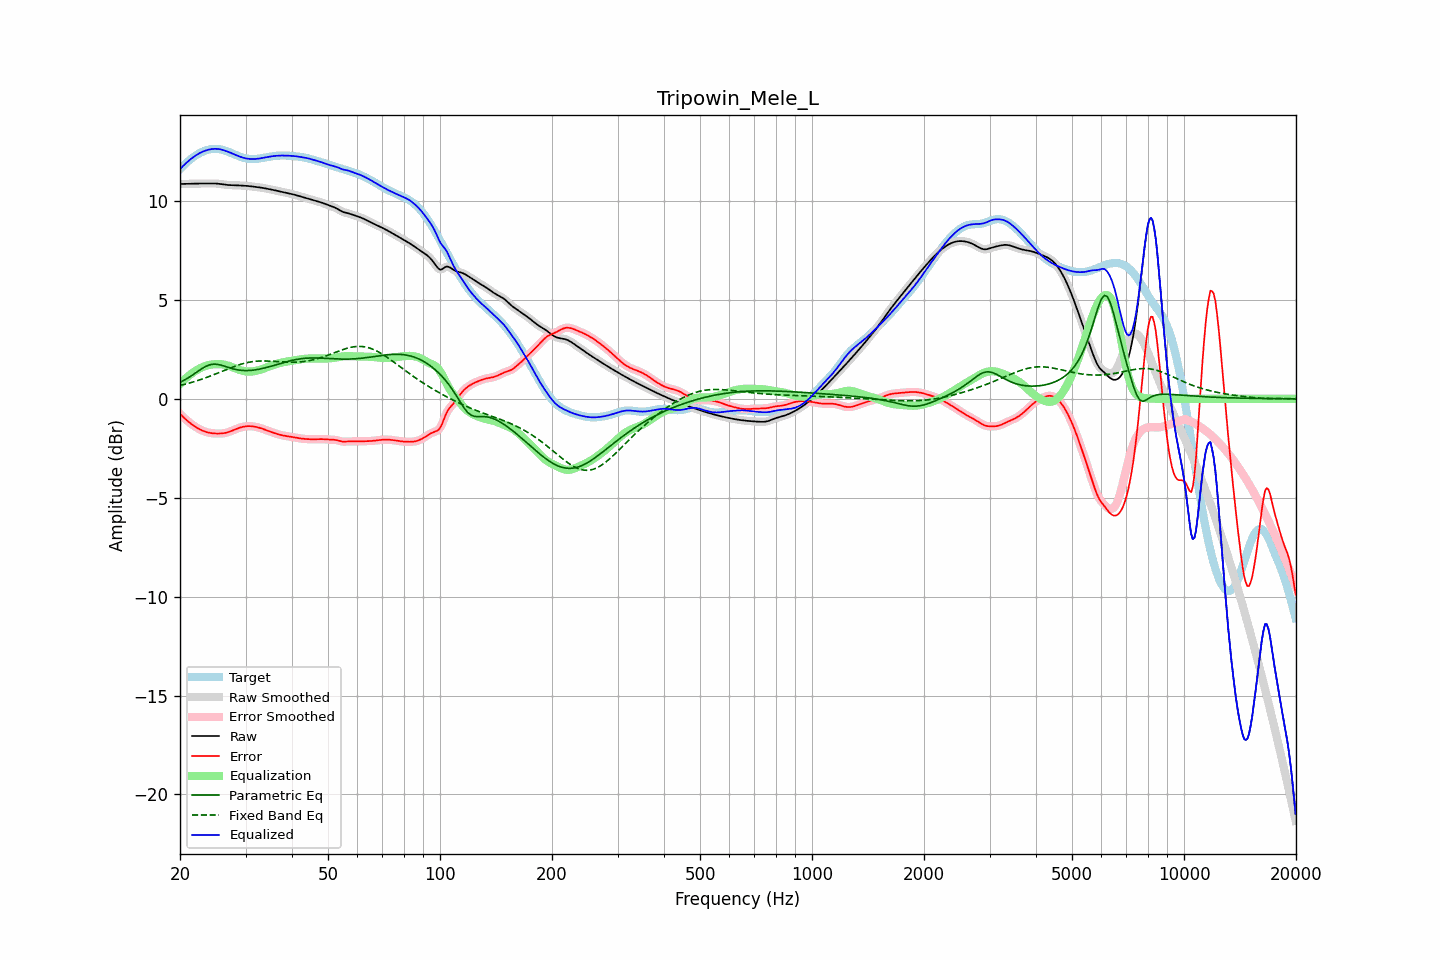 Tripowin_Mele_L
Amplitude (dBr)
10
5
0
−5
−10
−15
−20
Target
Raw Smoothed
Error Smoothed
Raw
Error
Equalization
Parametric Eq
Fixed Band Eq
Equalized
20 50 100 200 500 1000 2000 5000 10000 20000
Frequency (Hz)